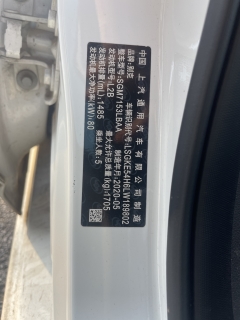 中国 上汽通用汽车有限公司制造
品牌:别克 车辆识别代号:LSGKE54H6LW189802
整车型号:SGM7153LBAA 制造年月:2020-05
发动机型号:L2B 最大允许总质量(kg):1705
发动机排量(mL):1485 乘坐人数:5
发动机最大净功率(kW):80